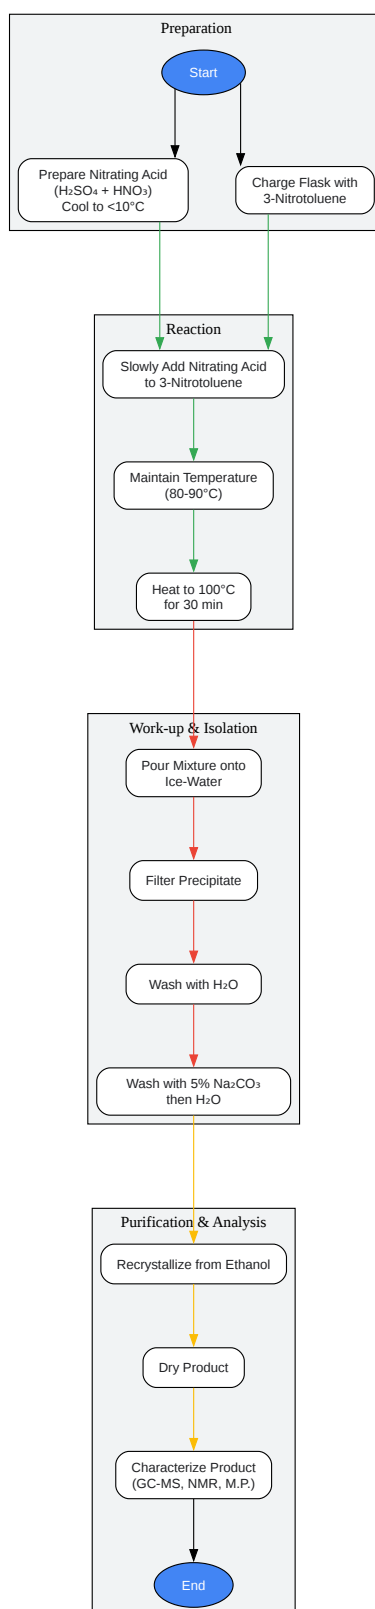 Preparation
Start
Prepare Nitrating Acid
(H₂SO₄ + HNO₃)
Cool to <10°C
Charge Flask with
3-Nitrotoluene
Reaction
Slowly Add Nitrating Acid
to 3-Nitrotoluene
Maintain Temperature
(80-90°C)
Heat to 100°C
for 30 min
Work-up & Isolation
Pour Mixture onto
Ice-Water
Filter Precipitate
Wash with H₂O
Wash with 5% Na₂CO₃
then H₂O
Purification & Analysis
Recrystallize from Ethanol
Dry Product
Characterize Product
(GC-MS, NMR, M.P.)
End